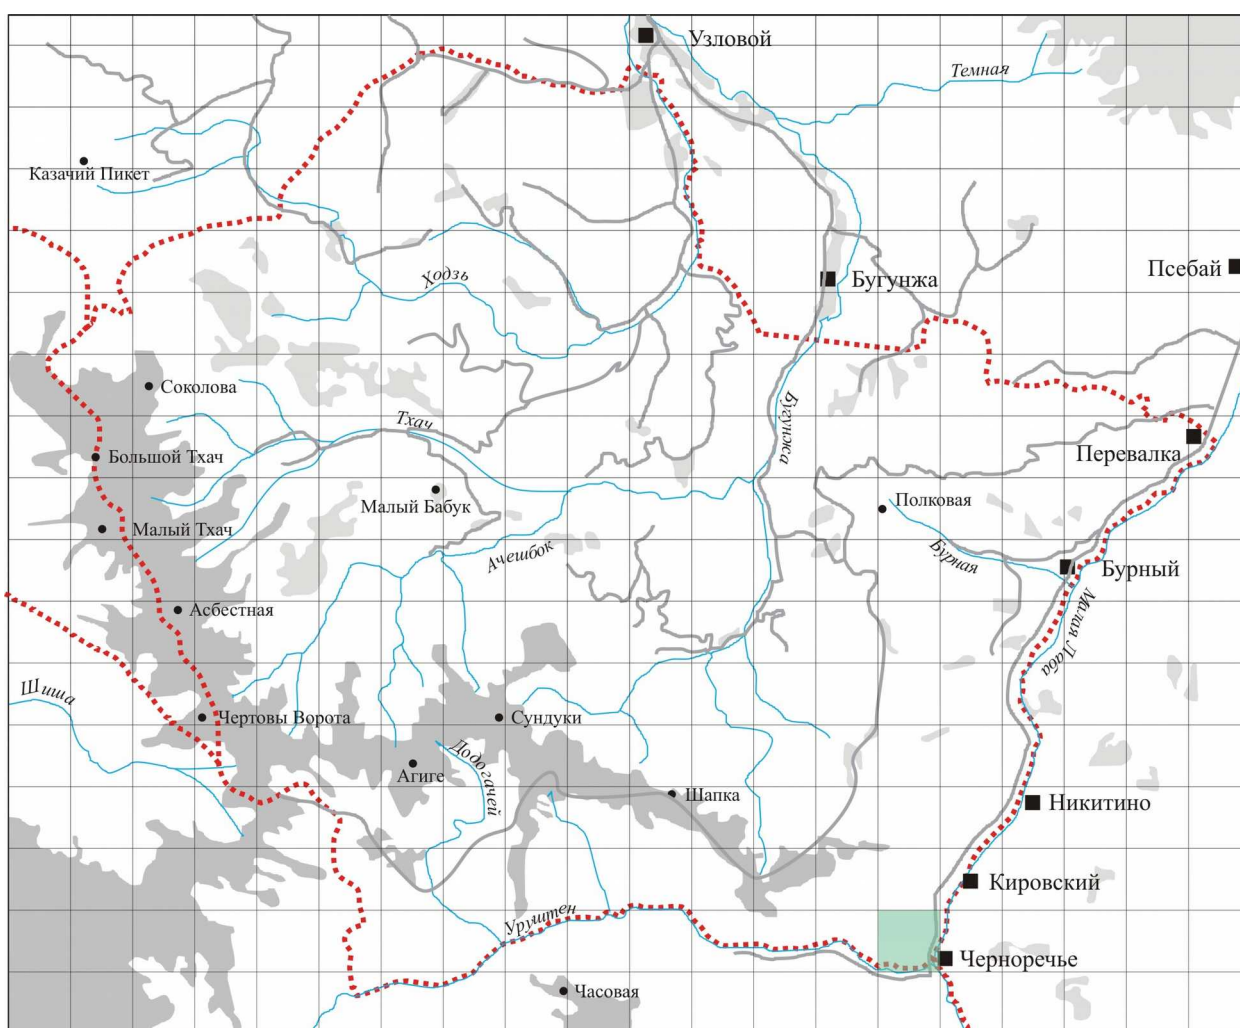 Узловой
Темная
Казачий Пикет
Ходзь
Бугунжа
Псебай
Соколова
Тхач
Бугунжа
Большой Тхач
Перевалка
Малый Бабук
Полковая
Малый Тхач
Ачешбок
Бурная
Бурный
Асбестная
Малая Лаба
Шиша
Чертовы Ворота
Сундуки
Додогачей
Агиге
Шапка
Никитино
Кировский
Уруштен
Черноречье
Часовая